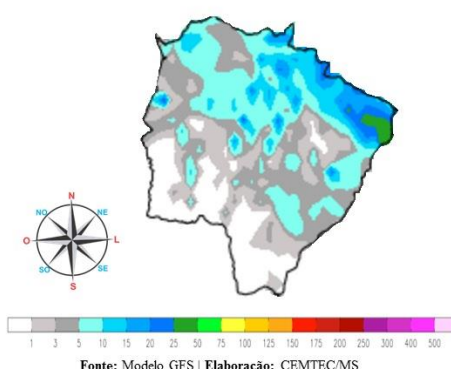 N
NO NE
O L
SO SE
S
1 3 5 10 15 20 25 50 75 100 125 150 175 200 250 300 400 500
Fonte: Modelo GFS | Elaboração: CEMTEC/MS